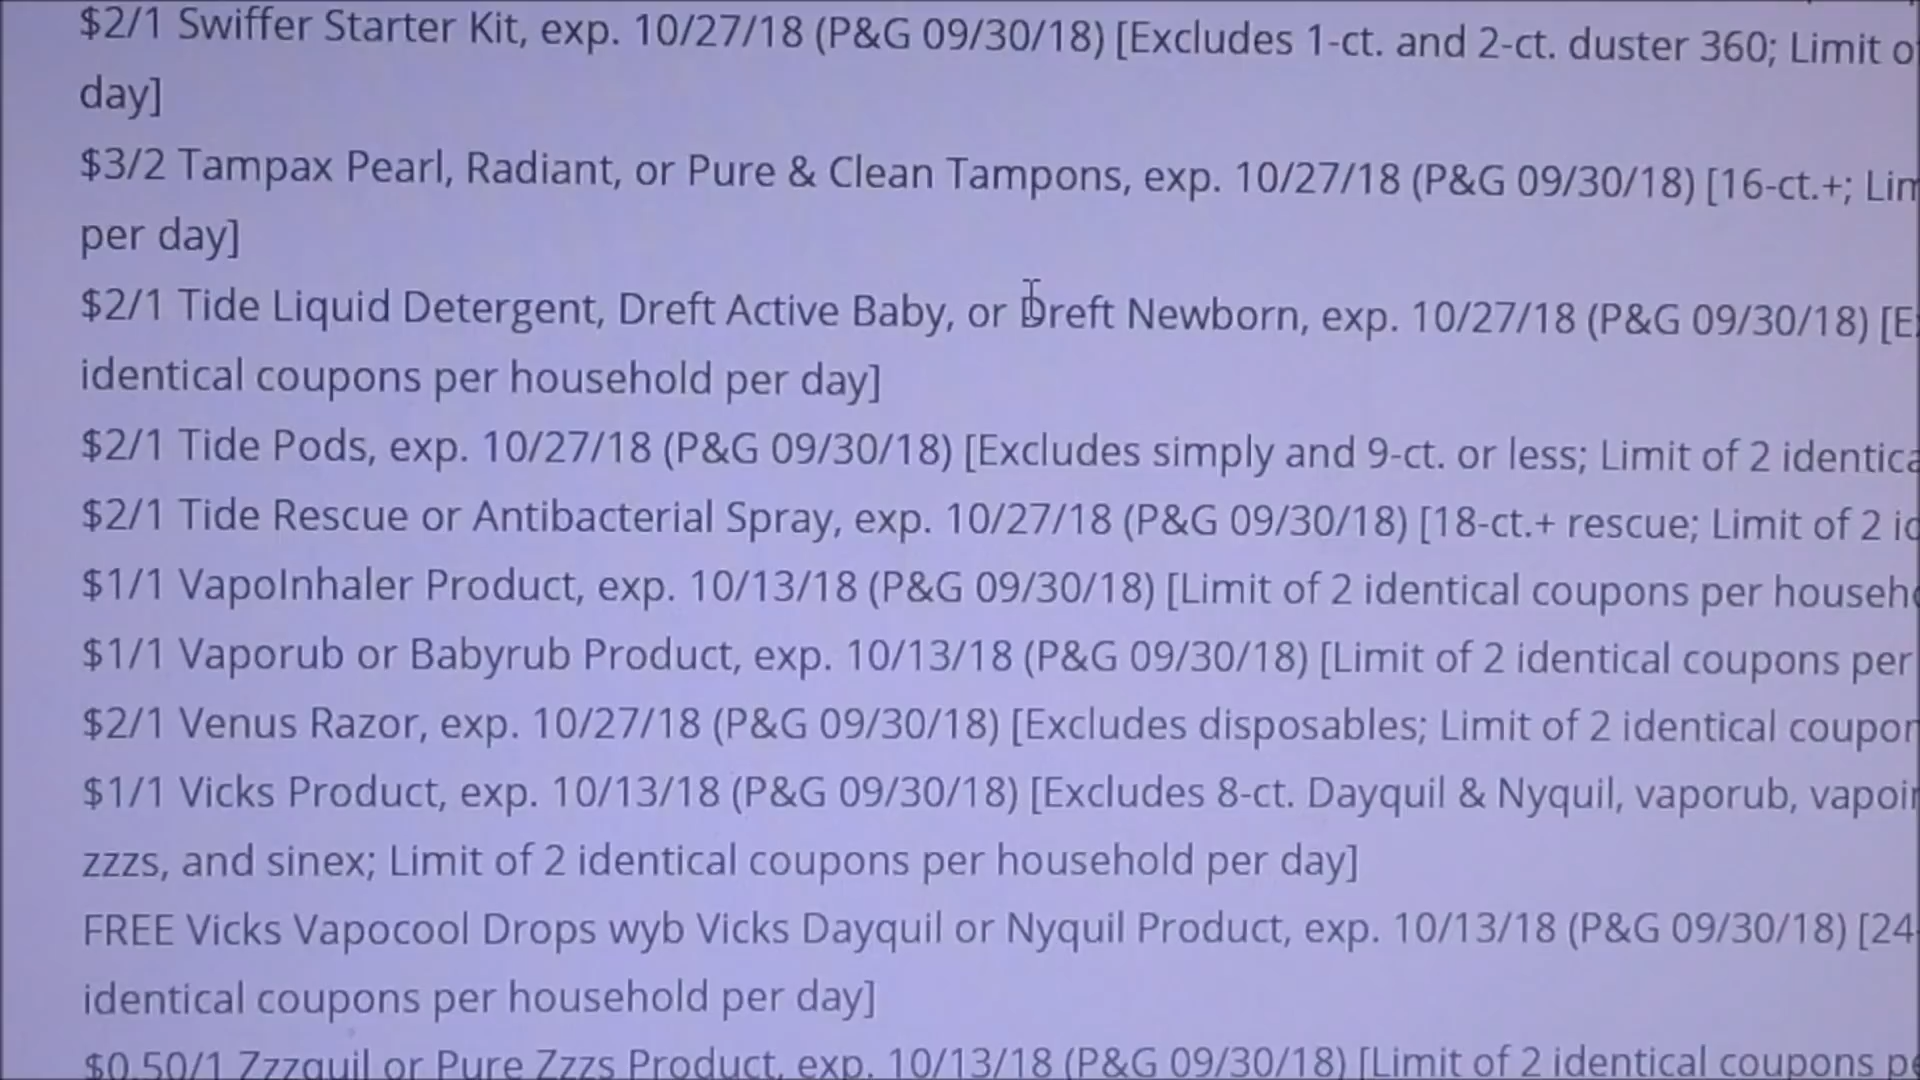 $2/1 Swiffer Starter Kit, exp. 10/27/18 (P&G 09/30/18) [Excludes 1-ct. and 2-ct. duster 360; Limit
day]
$3/2 Tampax Pearl, Radiant, or Pure & Clean Tampons, exp. 10/27/18 (P&G 09/30/18) [16-ct.+;
per day]
$2/1 Tide Liquid Detergent, Dreft Active Baby, or Dreft Newborn, exp. 10/27/18 (P&G 09/30/18)
identical coupons per household per day]
$2/1 Tide Pods, exp. 10/27/18 (P&G 09/30/18) [Excludes simply and 9-ct. or less; Limit of 2
$2/1 Tide Rescue or Antibacterial Spray, exp. 10/27/18 (P&G 09/30/18) [18-ct.+ rescue; Limit of 2
$1/1 VapoInhaler Product, exp. 10/13/18 (P&G 09/30/18) [Limit of 2 identical coupons per
$1/1 Vaporub or Babyrub Product, exp. 10/13/18 (P&G 09/30/18) [Limit of 2 identical coupons per
$2/1 Venus Razor, exp. 10/27/18 (P&G 09/30/18) [Excludes disposables; Limit of 2 identical
$1/1 Vicks Product, exp. 10/13/18 (P&G 09/30/18) [Excludes 8-ct. Dayquil & Nyquil, vaporub,
zzzs, and sinex; Limit of 2 identical coupons per household per day]
FREE Vicks Vapocool Drops wyb Vicks Dayquil or Nyquil Product, exp. 10/13/18 (P&G 09/30/18) [24
identical coupons per household per day]
$0.50/1 Zzzquil or Pure Zzzs Product, exp. 10/13/18 (P&G 09/30/18) [Limit of 2 identical coupons